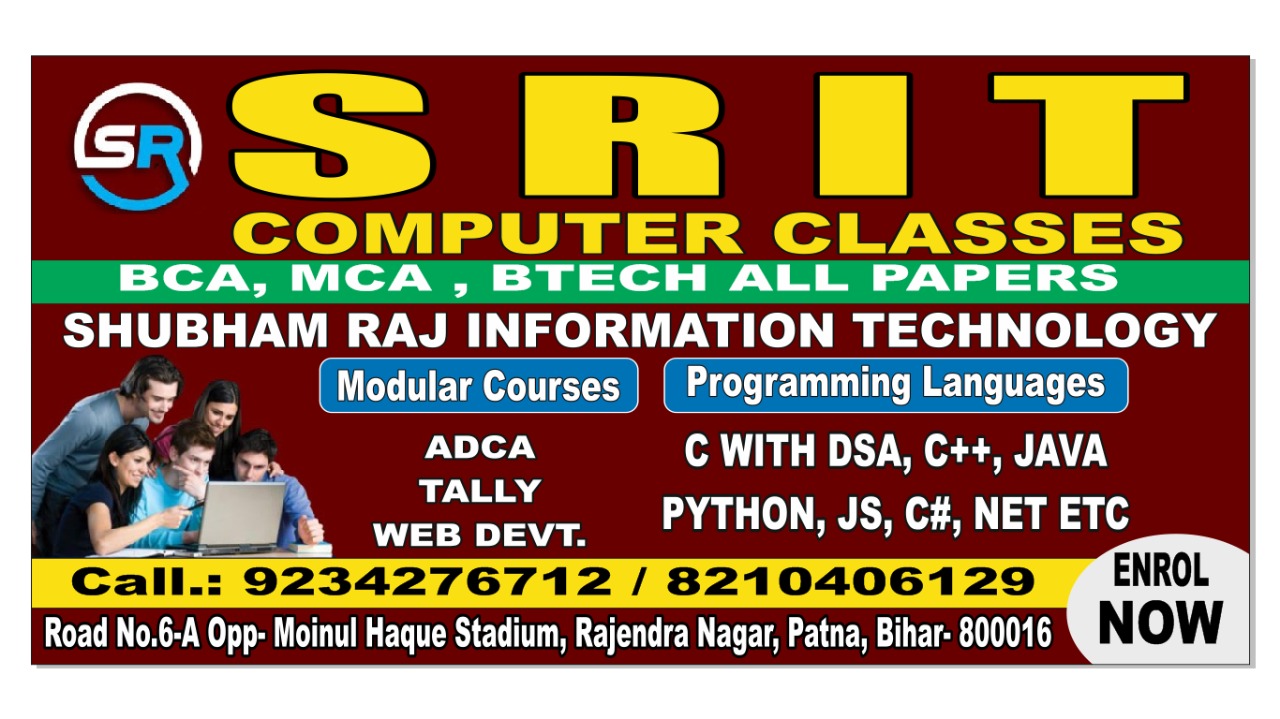 SR
SRIT
COMPUTER CLASSES
BCA, MCA , BTECH ALL PAPERS
SHUBHAM RAJ INFORMATION TECHNOLOGY
Modular Courses
ADCA
TALLY
WEB DEVT.
Programming Languages
C WITH DSA, C++, JAVA
PYTHON, JS, C#, NET ETC
Call.: 9234276712 / 8210406129
Road No.6-A Opp- Moinul Haque Stadium, Rajendra Nagar, Patna, Bihar- 800016
ENROL
NOW